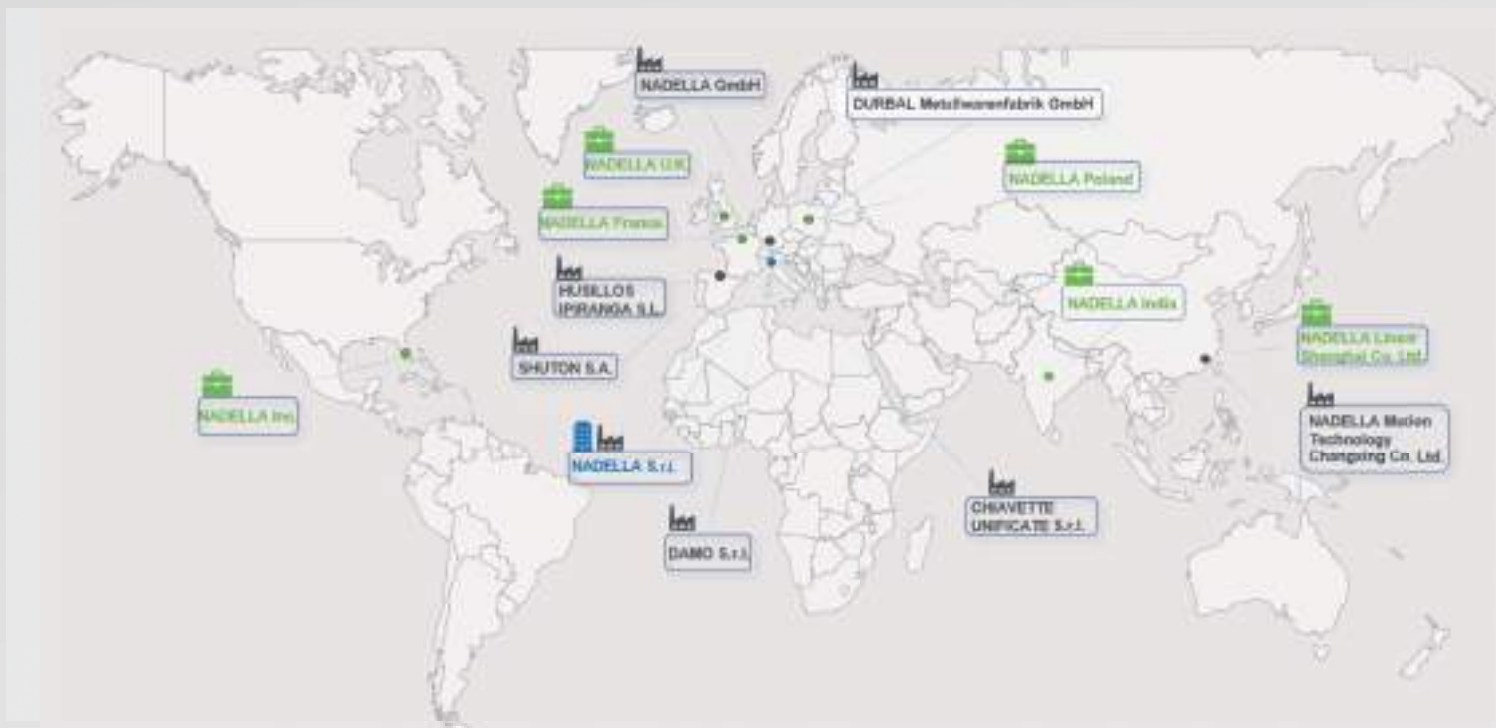 NADELLA GmbH
DURBAL Metallwarenfabrik GmbH
NADELLA U.K.
NADELLA Poland
NADELLA France
HUSILLOS
IPIRANGA S.L.
NADELLA India
NADELLA Linear
Shanghai Co. Ltd.
SHUTON S.A.
NADELLA Inc.
NADELLA Motion
Technology
Changxing Co. Ltd.
NADELLA S.r.l.
CHIAVETTE
UNIFICATE S.r.l.
DAMO S.r.l.